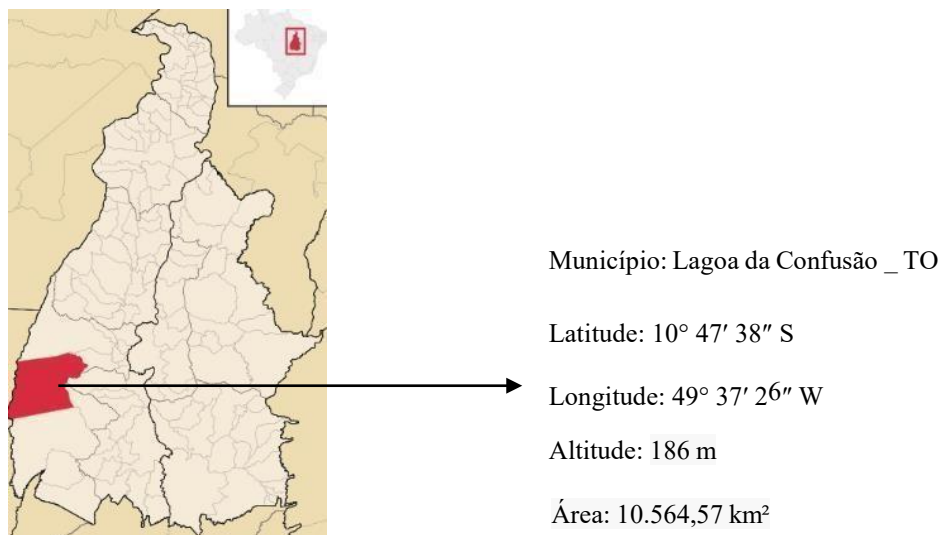 Município: Lagoa da Confusão _ TO
Latitude: 10° 47′ 38″ S
Longitude: 49° 37′ 26″ W
Altitude: 186 m
Área: 10.564,57 km²